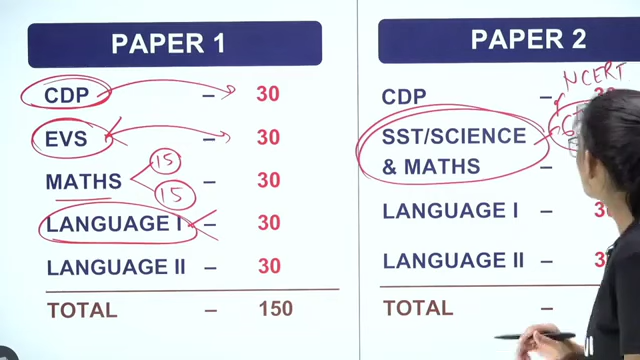 PAPER 1
CDP – 30
EVS – 30
MATHS – 30
15
15
LANGUAGE I – 30
LANGUAGE II – 30
TOTAL – 150
PAPER 2
NCERT
CDP –
SST/SCIENCE –
& MATHS –
LANGUAGE I –
LANGUAGE II –
TOTAL –